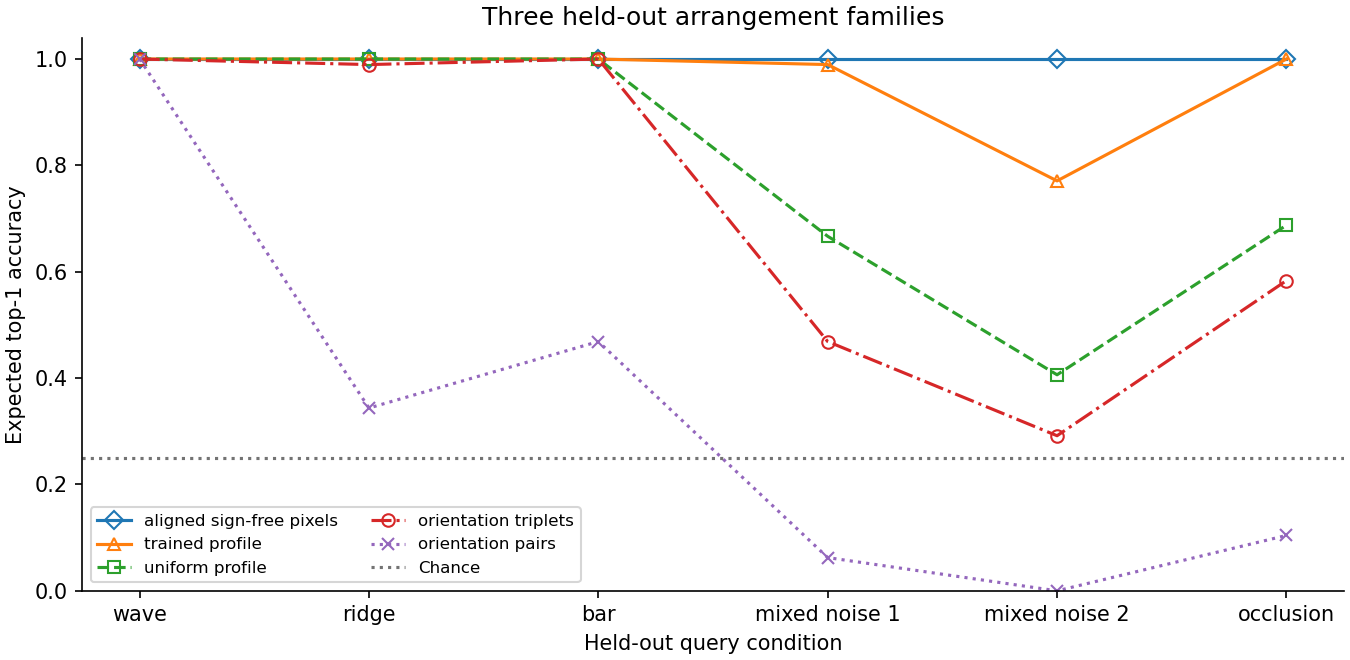 Three held-out arrangement families
Expected top-1 accuracy
1.0
0.8
0.6
0.4
0.2
0.0
aligned sign-free pixels
trained profile
uniform profile
orientation triplets
orientation pairs
Chance
wave
ridge
bar
mixed noise 1
mixed noise 2
occlusion
Held-out query condition